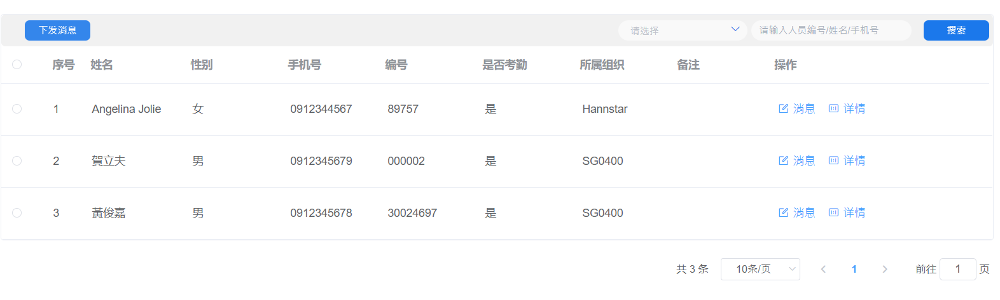 下发消息 请选择 请输入人员编号/姓名/手机号 搜索
序号 姓名 性别 手机号 编号 是否考勤 所属组织 备注 操作
1 Angelina Jolie 女 0912344567 89757 是 Hannstar 消息 详情
2 賀立夫 男 0912345679 000002 是 SG0400 消息 详情
3 黃俊嘉 男 0912345678 30024697 是 SG0400 消息 详情
共 3 条 10条/页 1 前往 1 页